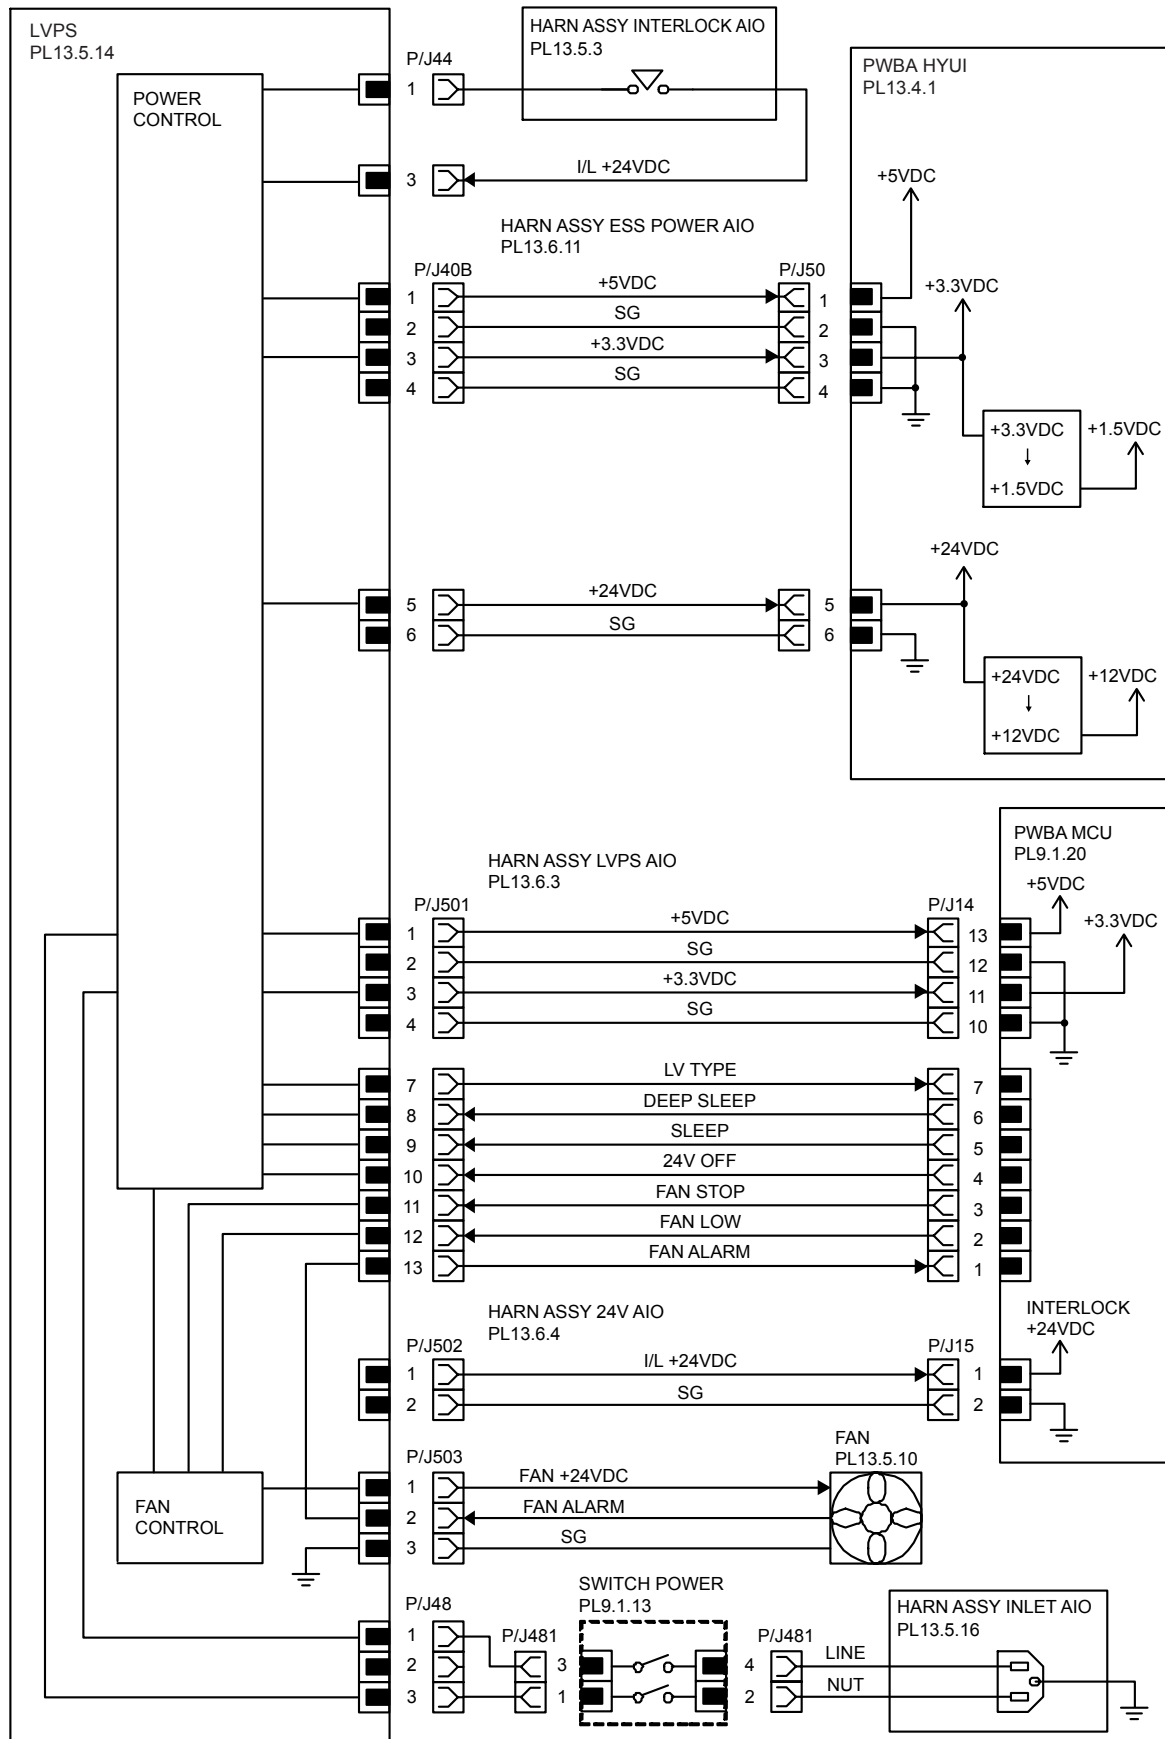 LVPS
PL13.5.14
POWER
CONTROL
P/J44
1
3
HARN ASSY INTERLOCK AIO
PL13.5.3
I/L +24VDC
PWBA HYUI
PL13.4.1
+5VDC
+3.3VDC
+3.3VDC
↓
+1.5VDC
+1.5VDC
HARN ASSY ESS POWER AIO
PL13.6.11
P/J40B
P/J50
1
+5VDC
1
2
SG
2
3
+3.3VDC
3
4
SG
4
5
+24VDC
5
6
SG
6
+24VDC
+24VDC
↓
+12VDC
+12VDC
HARN ASSY LVPS AIO
PL13.6.3
PWBA MCU
PL9.1.20
+5VDC
+3.3VDC
P/J501
P/J14
1
+5VDC
13
2
SG
12
3
+3.3VDC
11
4
SG
10
7
LV TYPE
7
8
DEEP SLEEP
6
9
SLEEP
5
10
24V OFF
4
11
FAN STOP
3
12
FAN LOW
2
13
FAN ALARM
1
HARN ASSY 24V AIO
PL13.6.4
INTERLOCK
+24VDC
P/J502
P/J15
1
I/L +24VDC
1
2
SG
2
P/J503
FAN
PL13.5.10
1
FAN +24VDC
2
FAN ALARM
3
SG
FAN
CONTROL
P/J48
1
2
3
P/J481
3
1
SWITCH POWER
PL9.1.13
P/J481
4
LINE
2
NUT
HARN ASSY INLET AIO
PL13.5.16